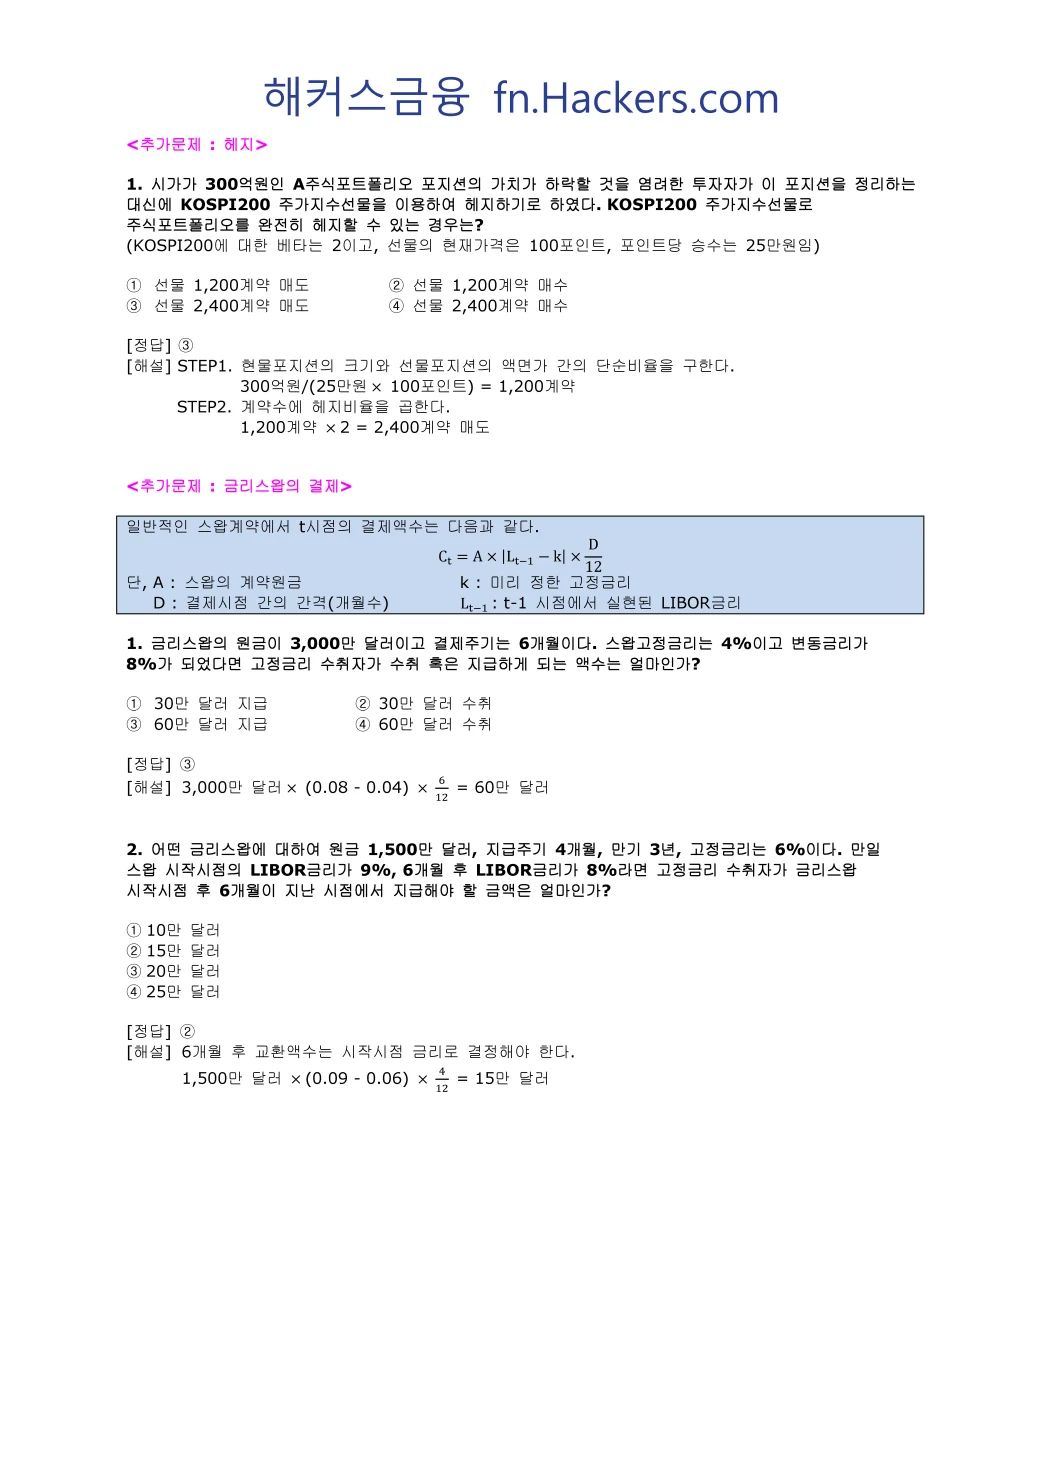 해커스금융 fn.Hackers.com
<추가문제 : 헤지>
1. 시가가 300억원인 A주식포트폴리오 포지션의 가치가 하락할 것을 염려한 투자자가 이 포지션을 정리하는
대신에 KOSPI200 주가지수선물을 이용하여 헤지하기로 하였다. KOSPI200 주가지수선물로
주식포트폴리오를 완전히 헤지할 수 있는 경우는?
(KOSPI200에 대한 베타는 2이고, 선물의 현재가격은 100포인트, 포인트당 승수는 25만원임)
① 선물 1,200계약 매도 ② 선물 1,200계약 매수
③ 선물 2,400계약 매도 ④ 선물 2,400계약 매수
[정답] ③
[해설] STEP1. 현물포지션의 크기와 선물포지션의 액면가 간의 단순비율을 구한다.
300억원/(25만원 × 100포인트) = 1,200계약
STEP2. 계약수에 헤지비율을 곱한다.
1,200계약 × 2 = 2,400계약 매도
<추가문제 : 금리스왑의 결제>
일반적인 스왑계약에서 t시점의 결제액수는 다음과 같다.
Cₜ = A × |Lₜ₋₁ − k| × D/12
단, A : 스왑의 계약원금 k : 미리 정한 고정금리
D : 결제시점 간의 간격(개월수) Lₜ₋₁ : t-1 시점에서 실현된 LIBOR금리
1. 금리스왑의 원금이 3,000만 달러이고 결제주기는 6개월이다. 스왑고정금리는 4%이고 변동금리가
8%가 되었다면 고정금리 수취자가 수취 혹은 지급하게 되는 액수는 얼마인가?
① 30만 달러 지급 ② 30만 달러 수취
③ 60만 달러 지급 ④ 60만 달러 수취
[정답] ③
[해설] 3,000만 달러 × (0.08 - 0.04) × 6/12 = 60만 달러
2. 어떤 금리스왑에 대하여 원금 1,500만 달러, 지급주기 4개월, 만기 3년, 고정금리는 6%이다. 만일
스왑 시작시점의 LIBOR금리가 9%, 6개월 후 LIBOR금리가 8%라면 고정금리 수취자가 금리스왑
시작시점 후 6개월이 지난 시점에서 지급해야 할 금액은 얼마인가?
① 10만 달러
② 15만 달러
③ 20만 달러
④ 25만 달러
[정답] ②
[해설] 6개월 후 교환액수는 시작시점 금리로 결정해야 한다.
1,500만 달러 × (0.09 - 0.06) × 4/12 = 15만 달러